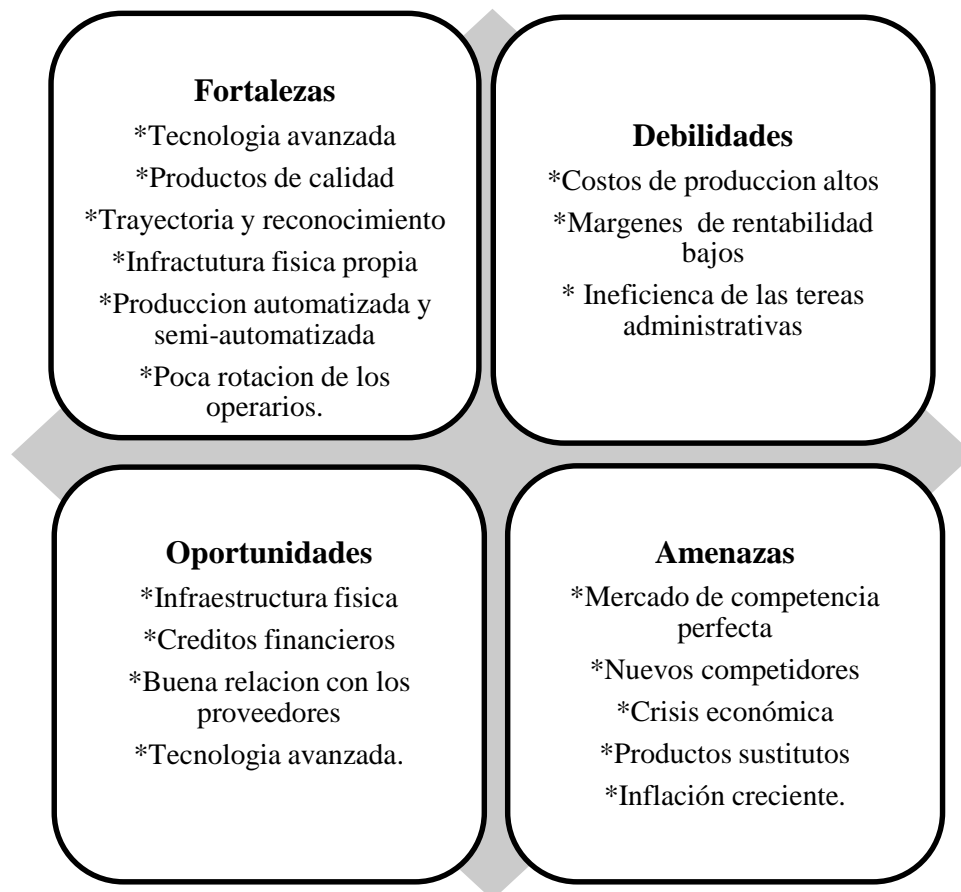 Fortalezas
*Tecnologia avanzada
*Productos de calidad
*Trayectoria y reconocimiento
*Infractutura fisica propia
*Produccion automatizada y
semi-automatizada
*Poca rotacion de los
operarios.
Debilidades
*Costos de produccion altos
*Margenes de rentabilidad
bajos
* Ineficienca de las tereas
administrativas
Oportunidades
*Infraestructura fisica
*Creditos financieros
*Buena relacion con los
proveedores
*Tecnologia avanzada.
Amenazas
*Mercado de competencia
perfecta
*Nuevos competidores
*Crisis económica
*Productos sustitutos
*Inflación creciente.